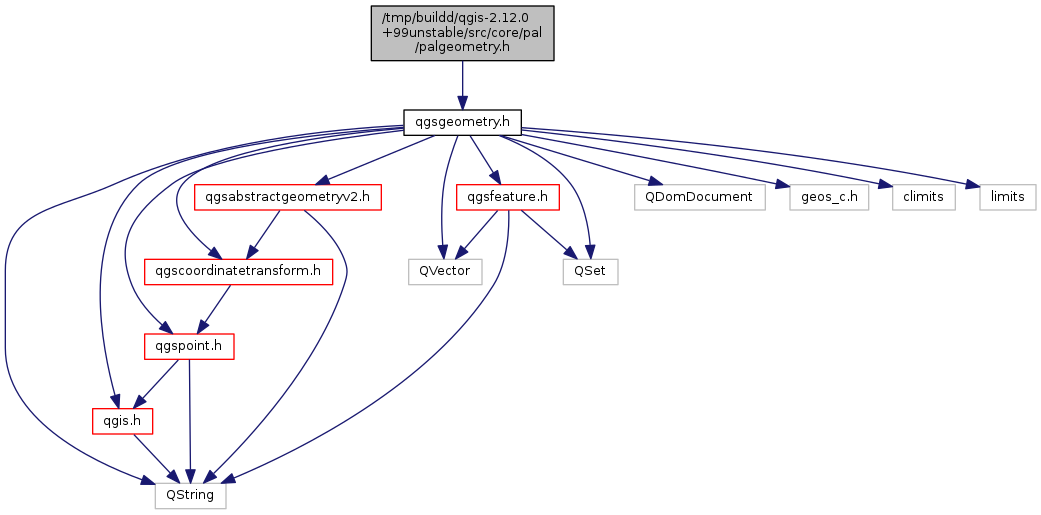 /tmp/buildd/qgis-2.12.0
+99unstable/src/core/pal
/palgeometry.h
qgsgeometry.h
qgsabstractgeometryv2.h
qgsfeature.h
QDomDocument
geos_c.h
climits
limits
qgscoordinatetransform.h
QVector
QSet
qgspoint.h
qgis.h
QString